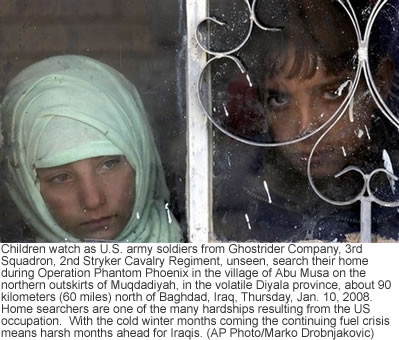 Children watch as U.S. army soldiers from Ghostrider Company, 3rd
Squadron, 2nd Stryker Cavalry Regiment, unseen, search their home
during Operation Phantom Phoenix in the village of Abu Musa on the
northern outskirts of Muqdadiyah, in the volatile Diyala province, about 90
kilometers (60 miles) north of Baghdad, Iraq, Thursday, Jan. 10, 2008.
Home searchers are one of the many hardships resulting from the US
occupation.  With the cold winter months coming the continuing fuel crisis
means harsh months ahead for Iraqis. (AP Photo/Marko Drobnjakovic)